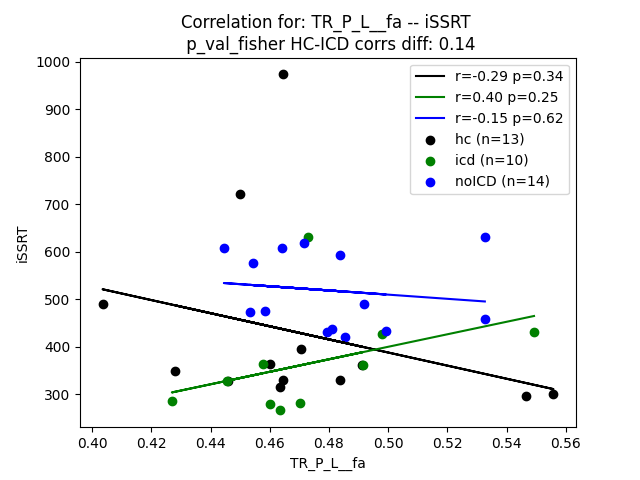 Correlation for: TR_P_L__fa -- iSSRT
p_val_fisher HC-ICD corrs diff: 0.14
r=-0.29 p=0.34
r=0.40 p=0.25
r=-0.15 p=0.62
hc (n=13)
icd (n=10)
noICD (n=14)
1000
900
800
700
600
500
400
300
iSSRT
0.40 0.42 0.44 0.46 0.48 0.50 0.52 0.54 0.56
TR_P_L__fa